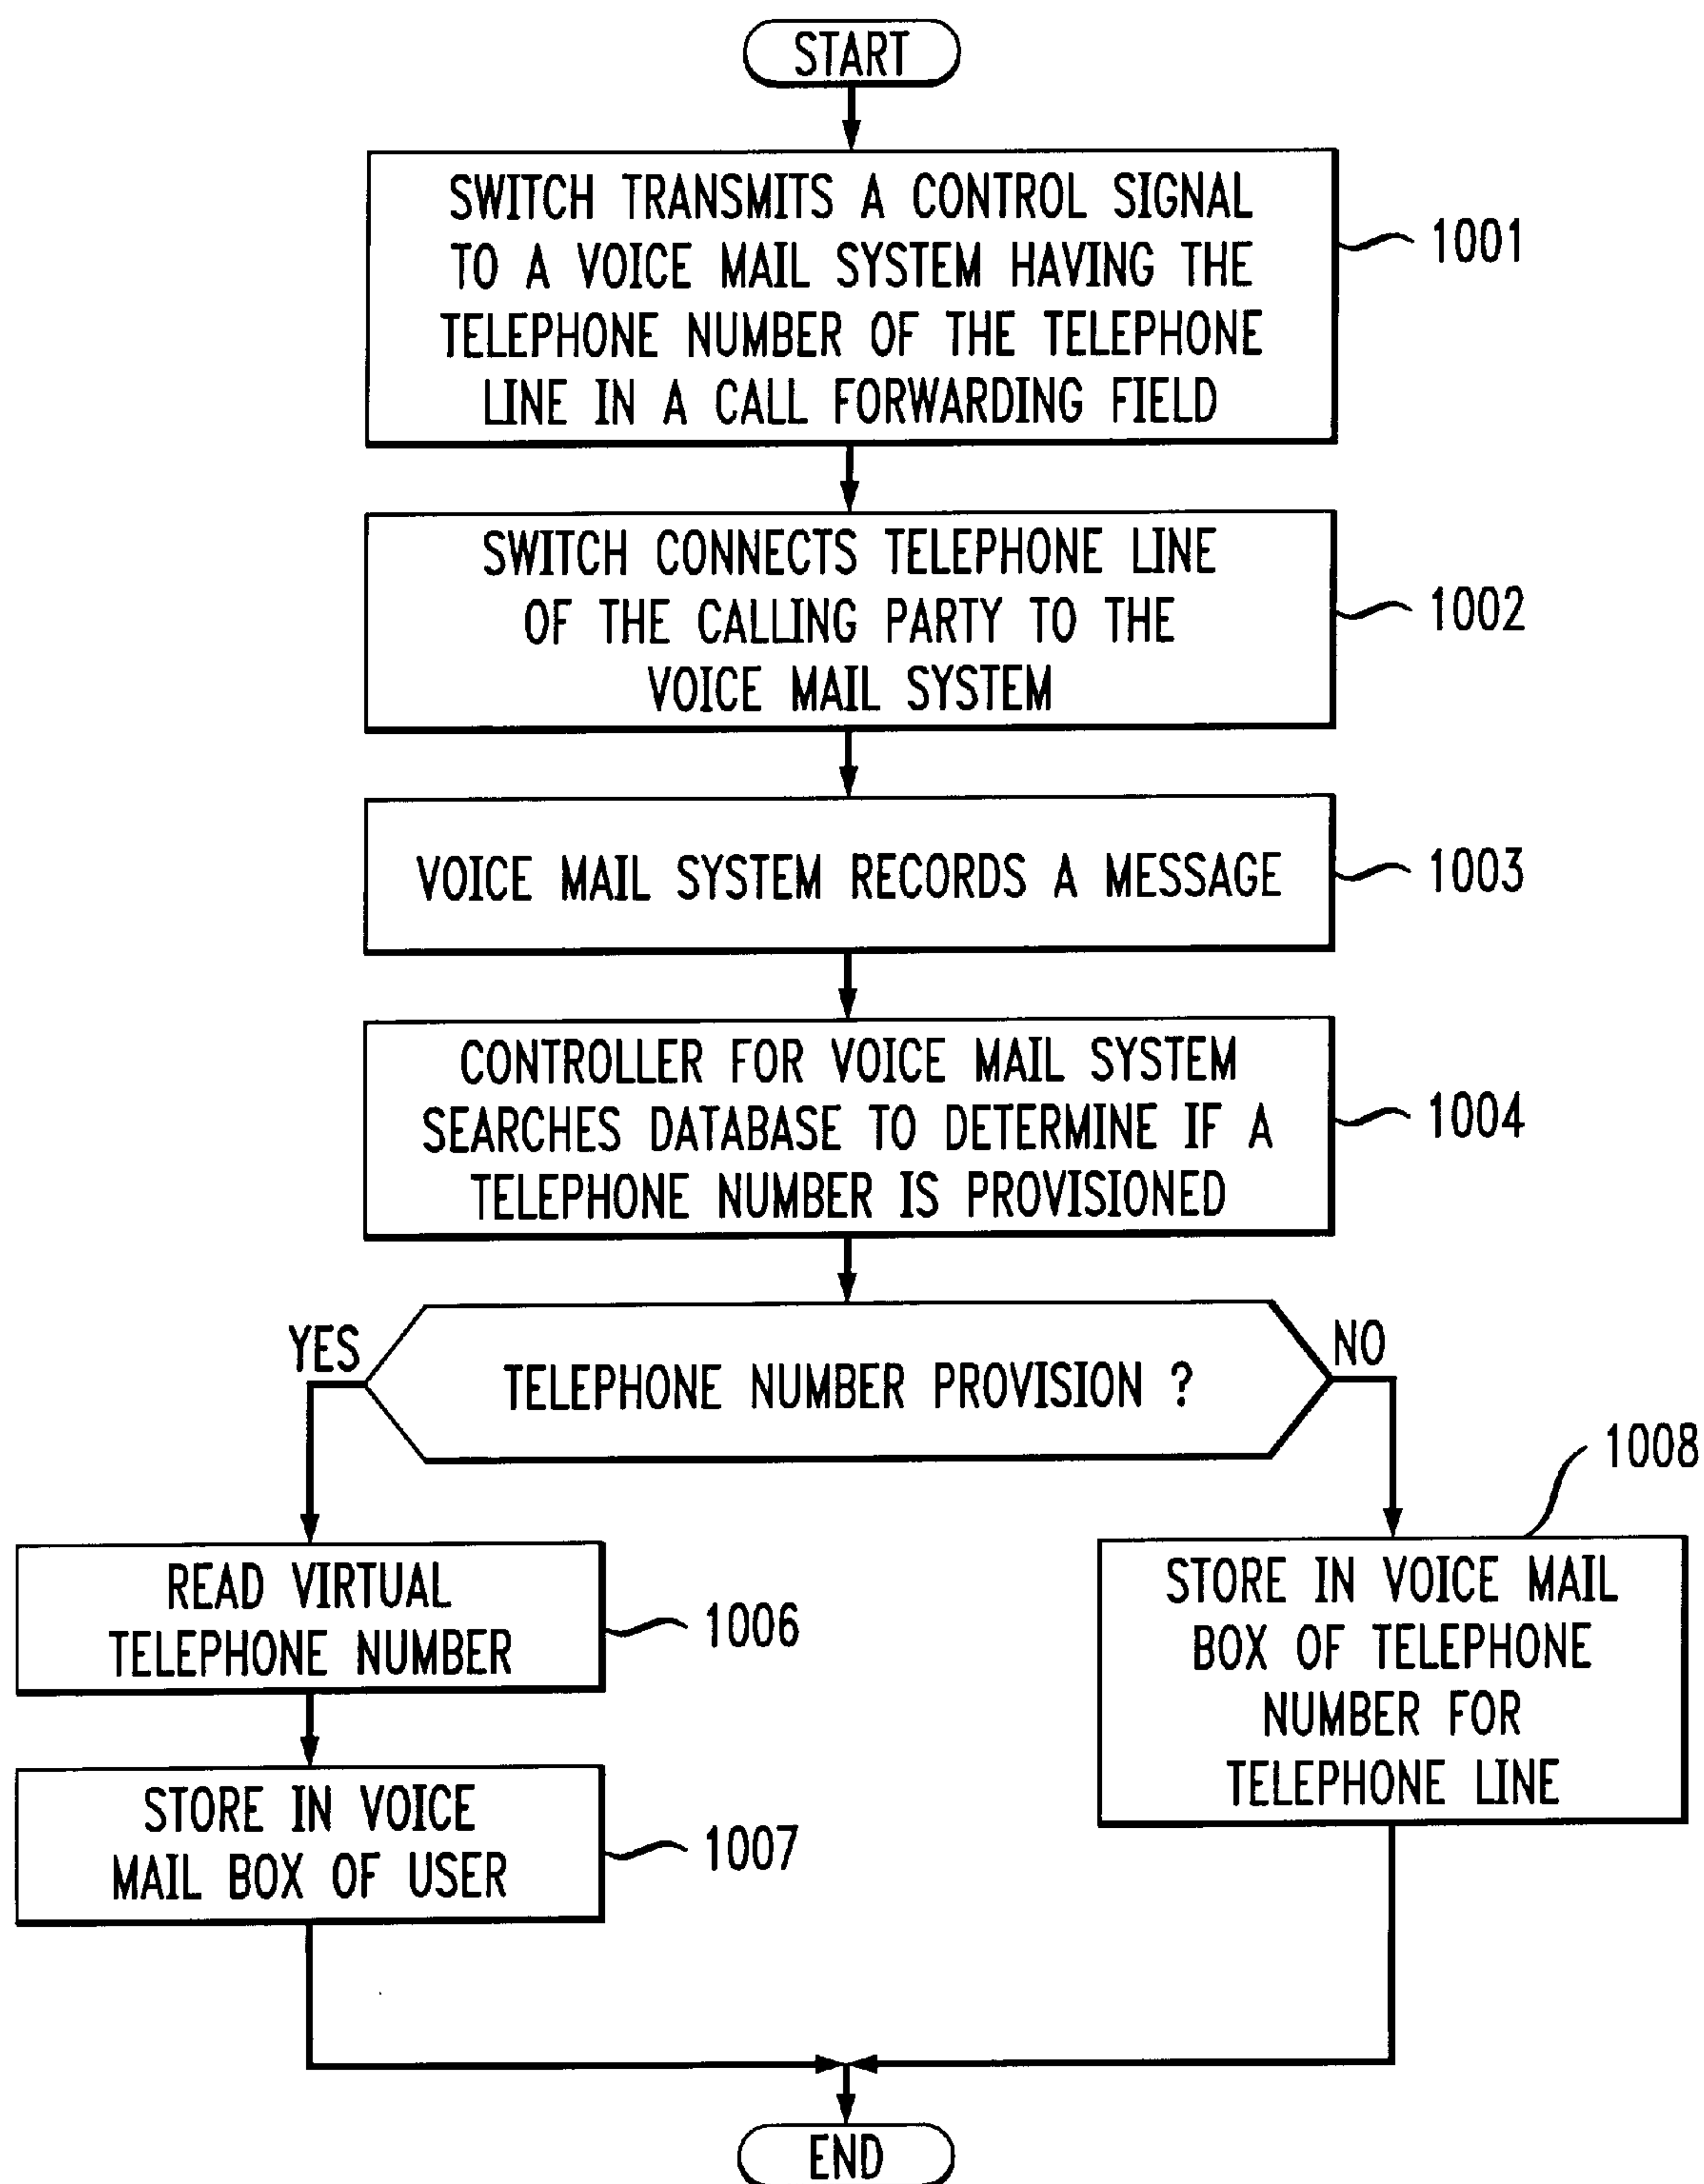 START
SWITCH TRANSMITS A CONTROL SIGNAL
TO A VOICE MAIL SYSTEM HAVING THE
TELEPHONE NUMBER OF THE TELEPHONE
LINE IN A CALL FORWARDING FIELD
1001
SWITCH CONNECTS TELEPHONE LINE
OF THE CALLING PARTY TO THE
VOICE MAIL SYSTEM
1002
VOICE MAIL SYSTEM RECORDS A MESSAGE
1003
CONTROLLER FOR VOICE MAIL SYSTEM
SEARCHES DATABASE TO DETERMINE IF A
TELEPHONE NUMBER IS PROVISIONED
1004
YES
TELEPHONE NUMBER PROVISION ?
NO
READ VIRTUAL
TELEPHONE NUMBER
1006
STORE IN VOICE
MAIL BOX OF USER
1007
1008
STORE IN VOICE MAIL
BOX OF TELEPHONE
NUMBER FOR
TELEPHONE LINE
END